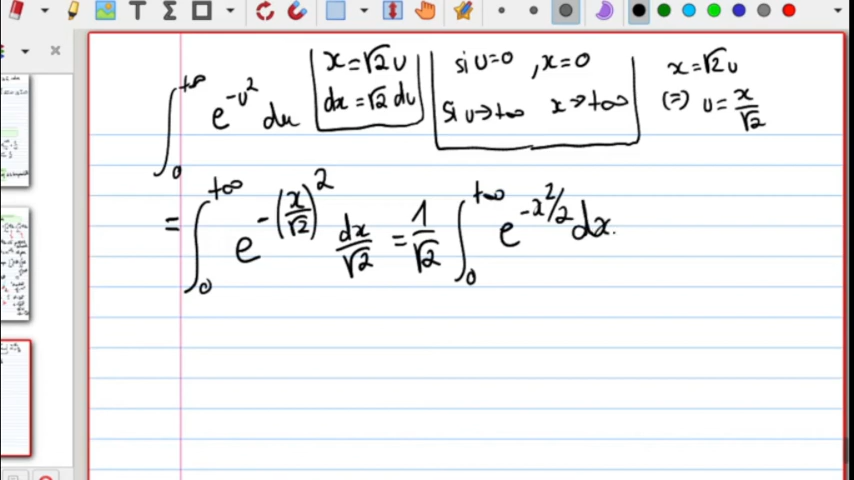 ∫₀^{+∞} e^{-u²} du | x = √2 u | si u=0 , x=0 | x = √2 u
dx = √2 du | si u→+∞ x→+∞ | (=) u = x/√2
= ∫₀^{+∞} e^{-(x/√2)²} dx/√2 = 1/√2 ∫₀^{+∞} e^{-x²/2} dx.